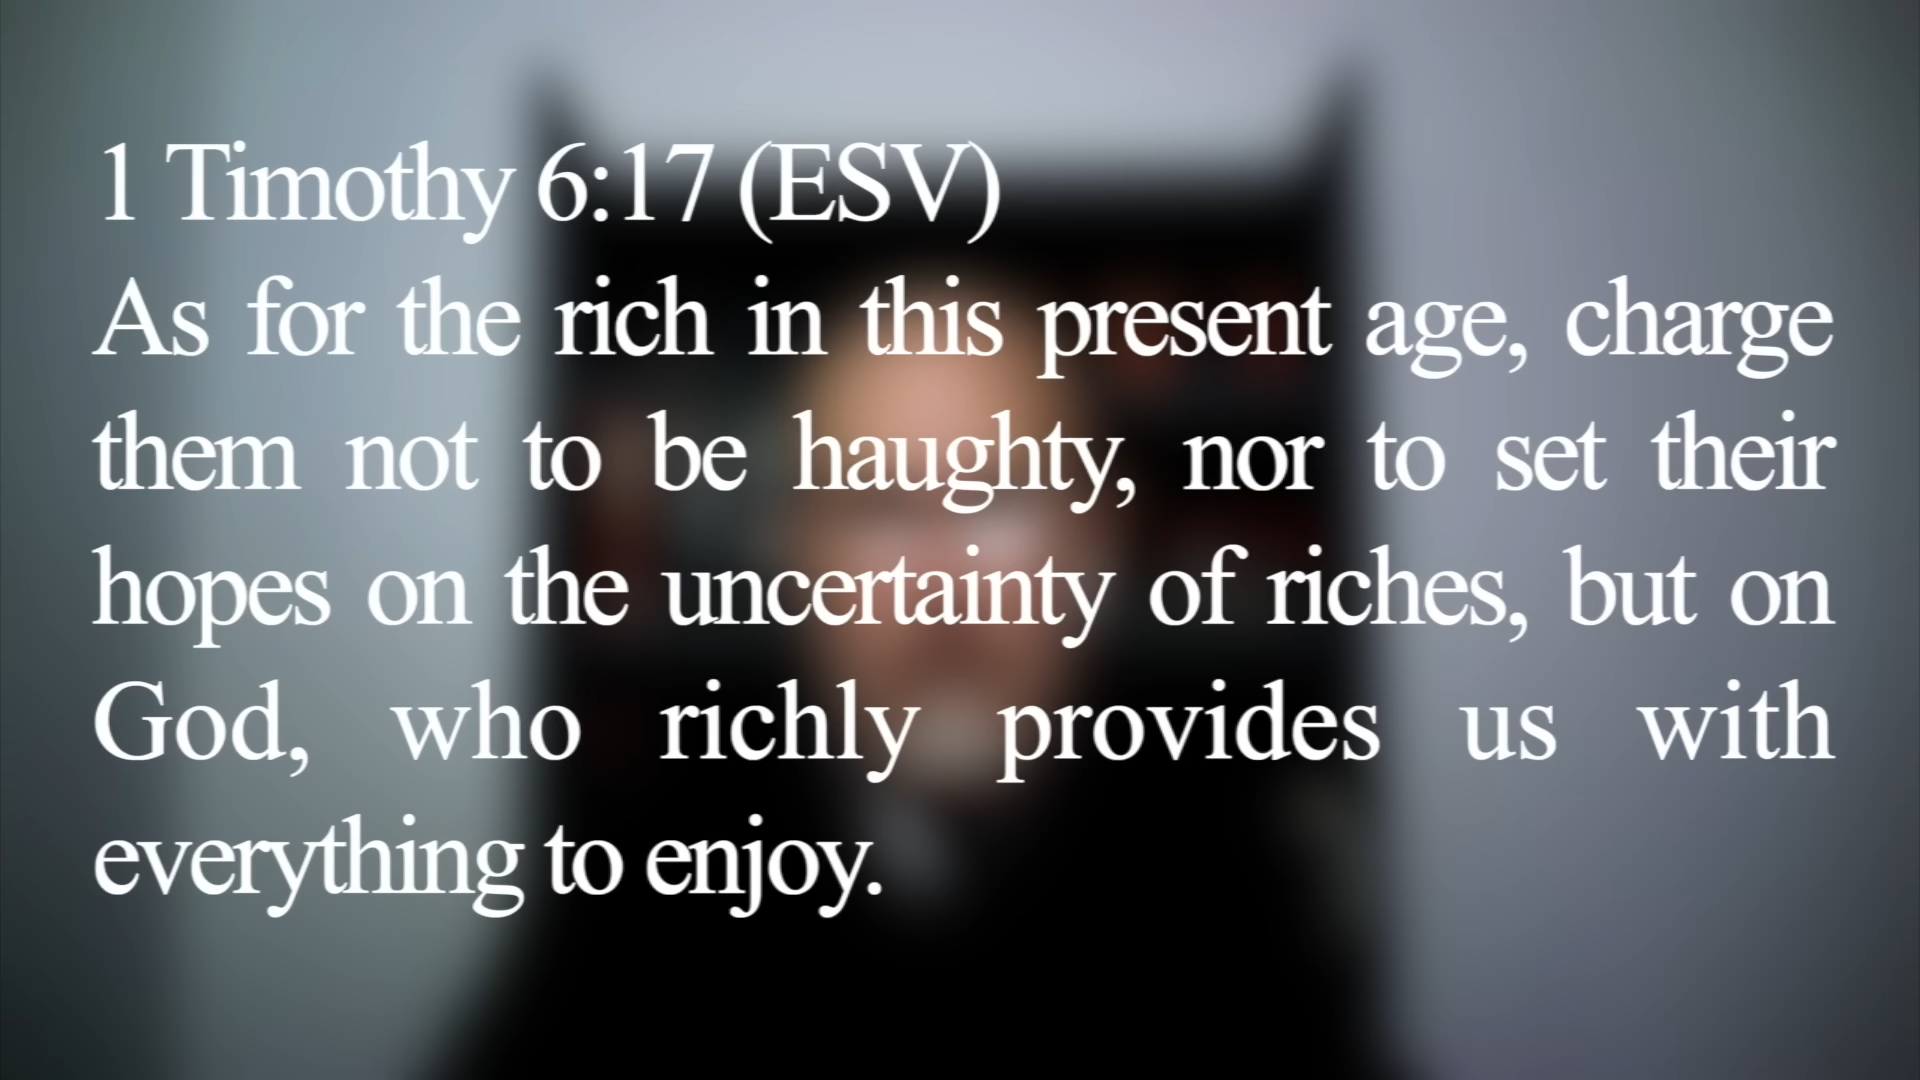 1 Timothy 6:17 (ESV)
As for the rich in this present age, charge
them not to be haughty, nor to set their
hopes on the uncertainty of riches, but on
God, who richly provides us with
everything to enjoy.